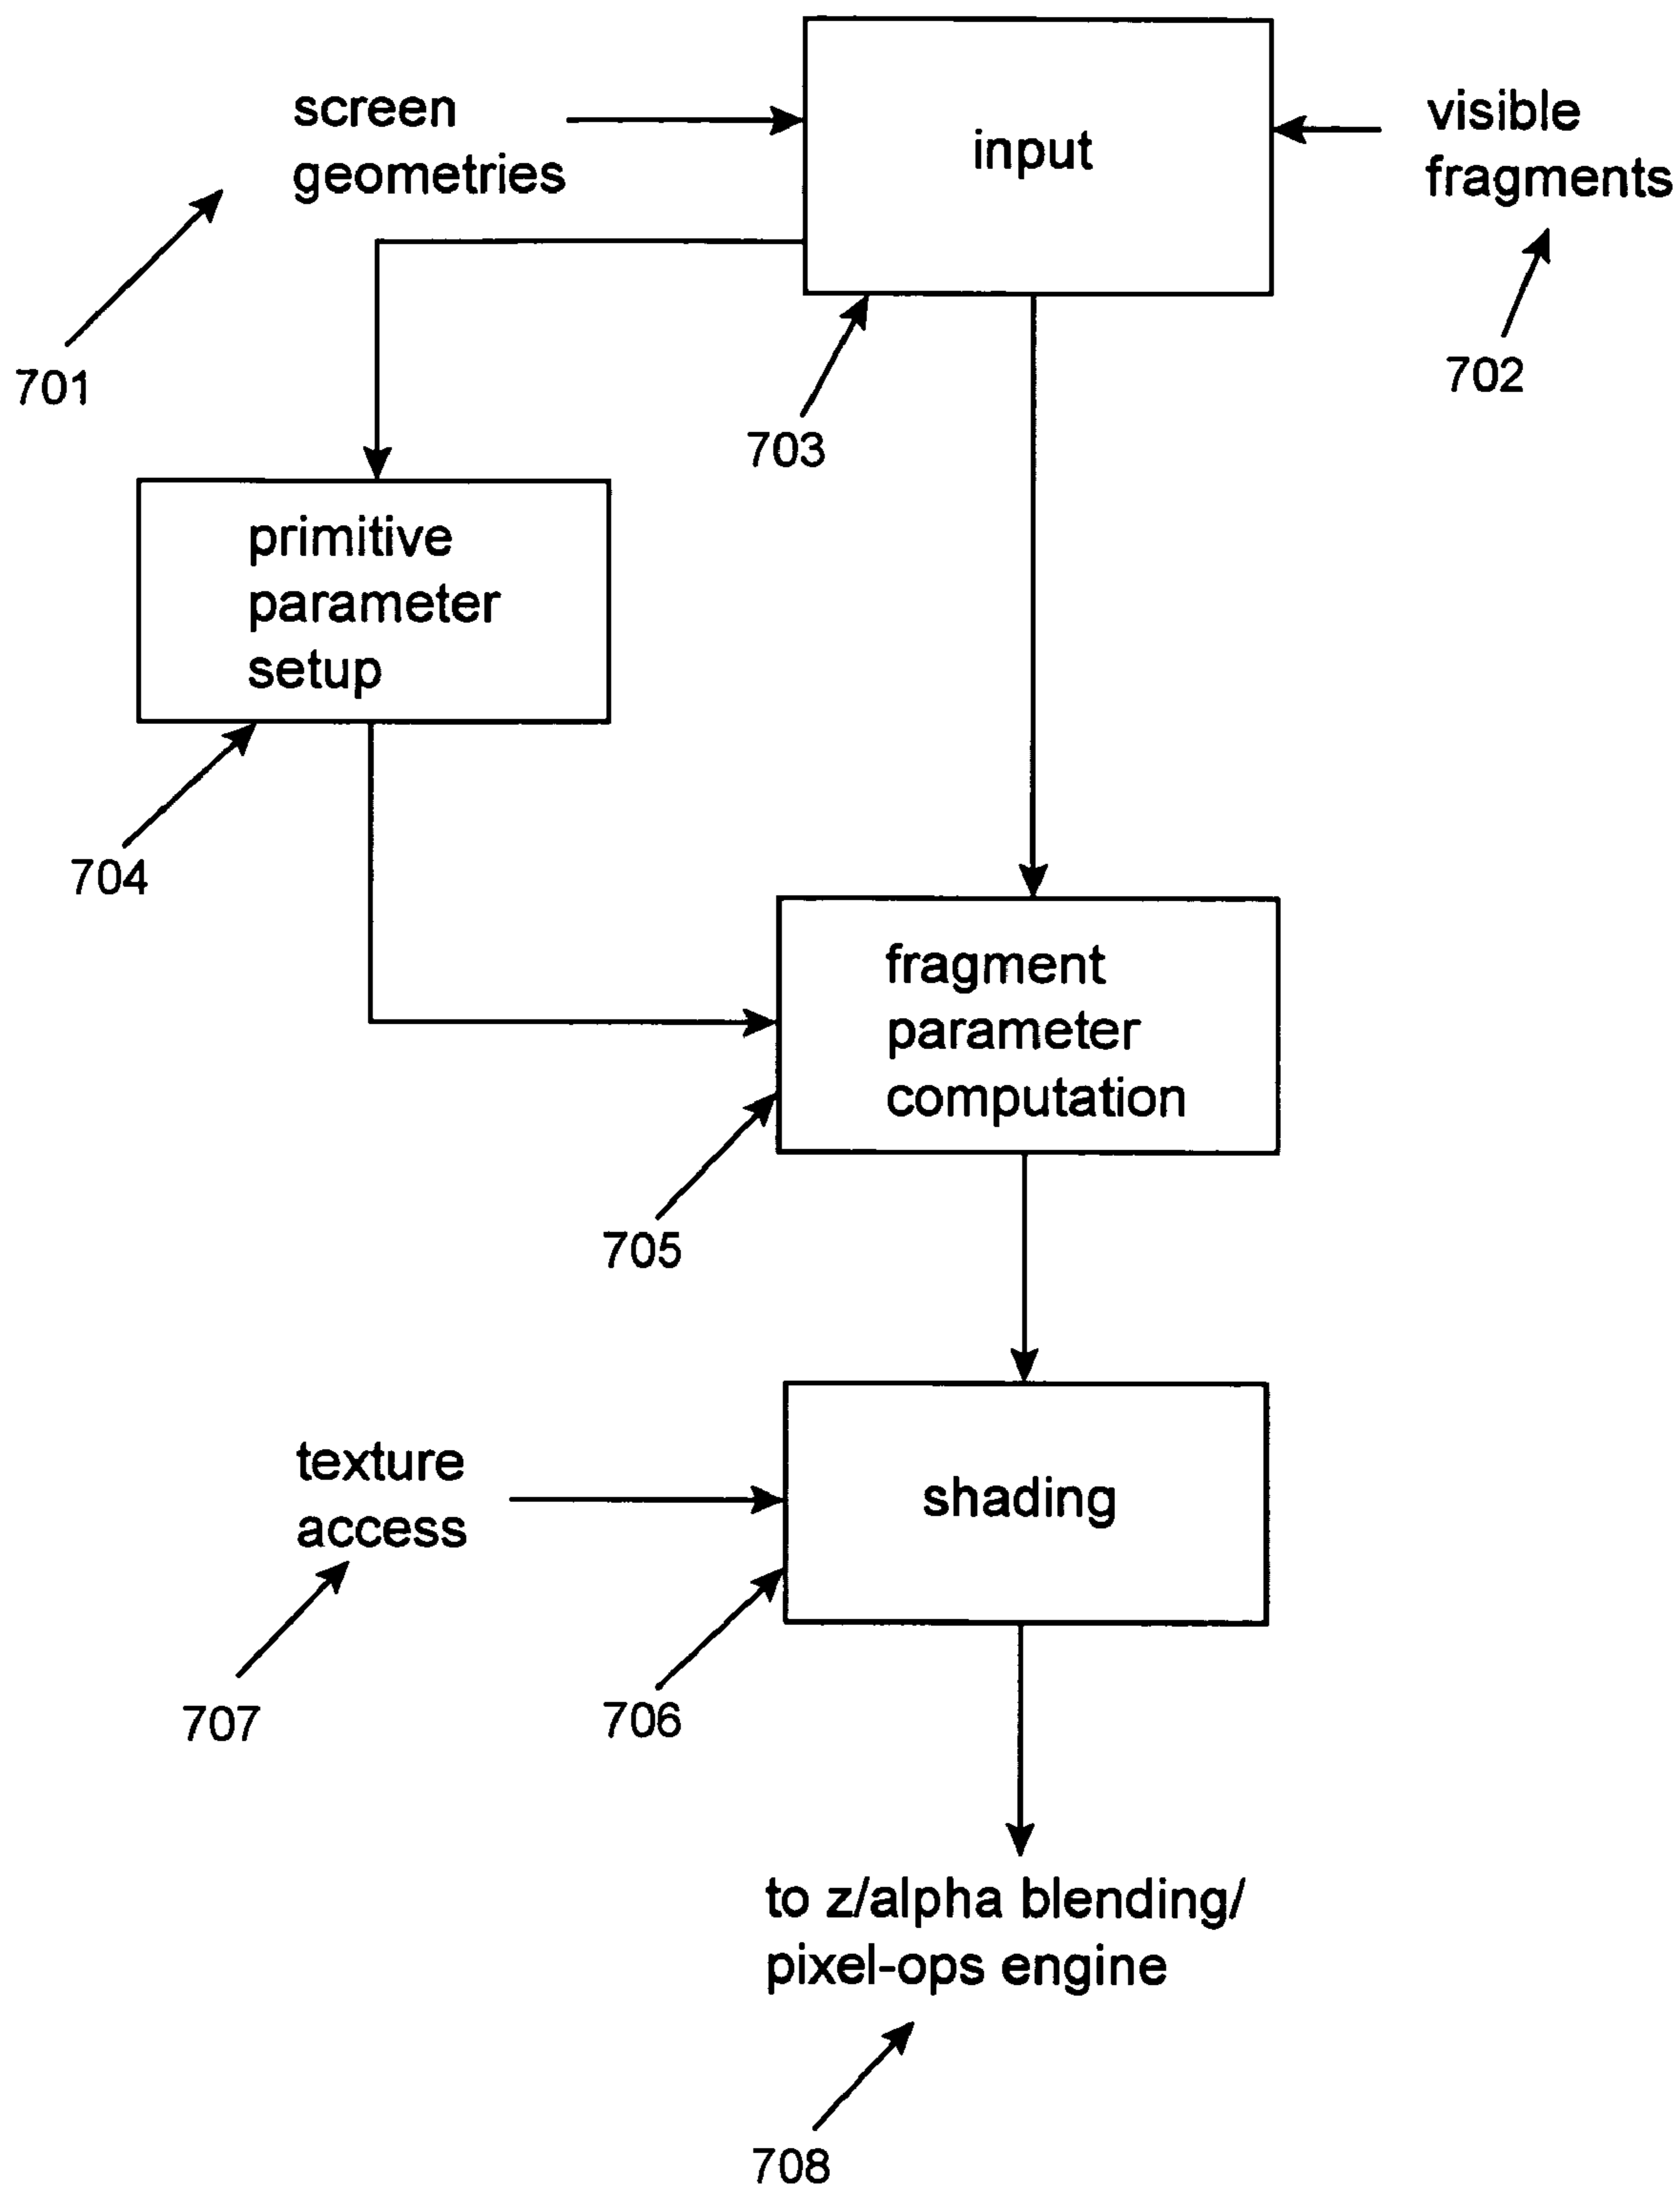 screen
geometries
input
visible
fragments
701
702
703
primitive
parameter
setup
704
fragment
parameter
computation
705
texture
access
shading
707
706
to z/alpha blending/
pixel-ops engine
708